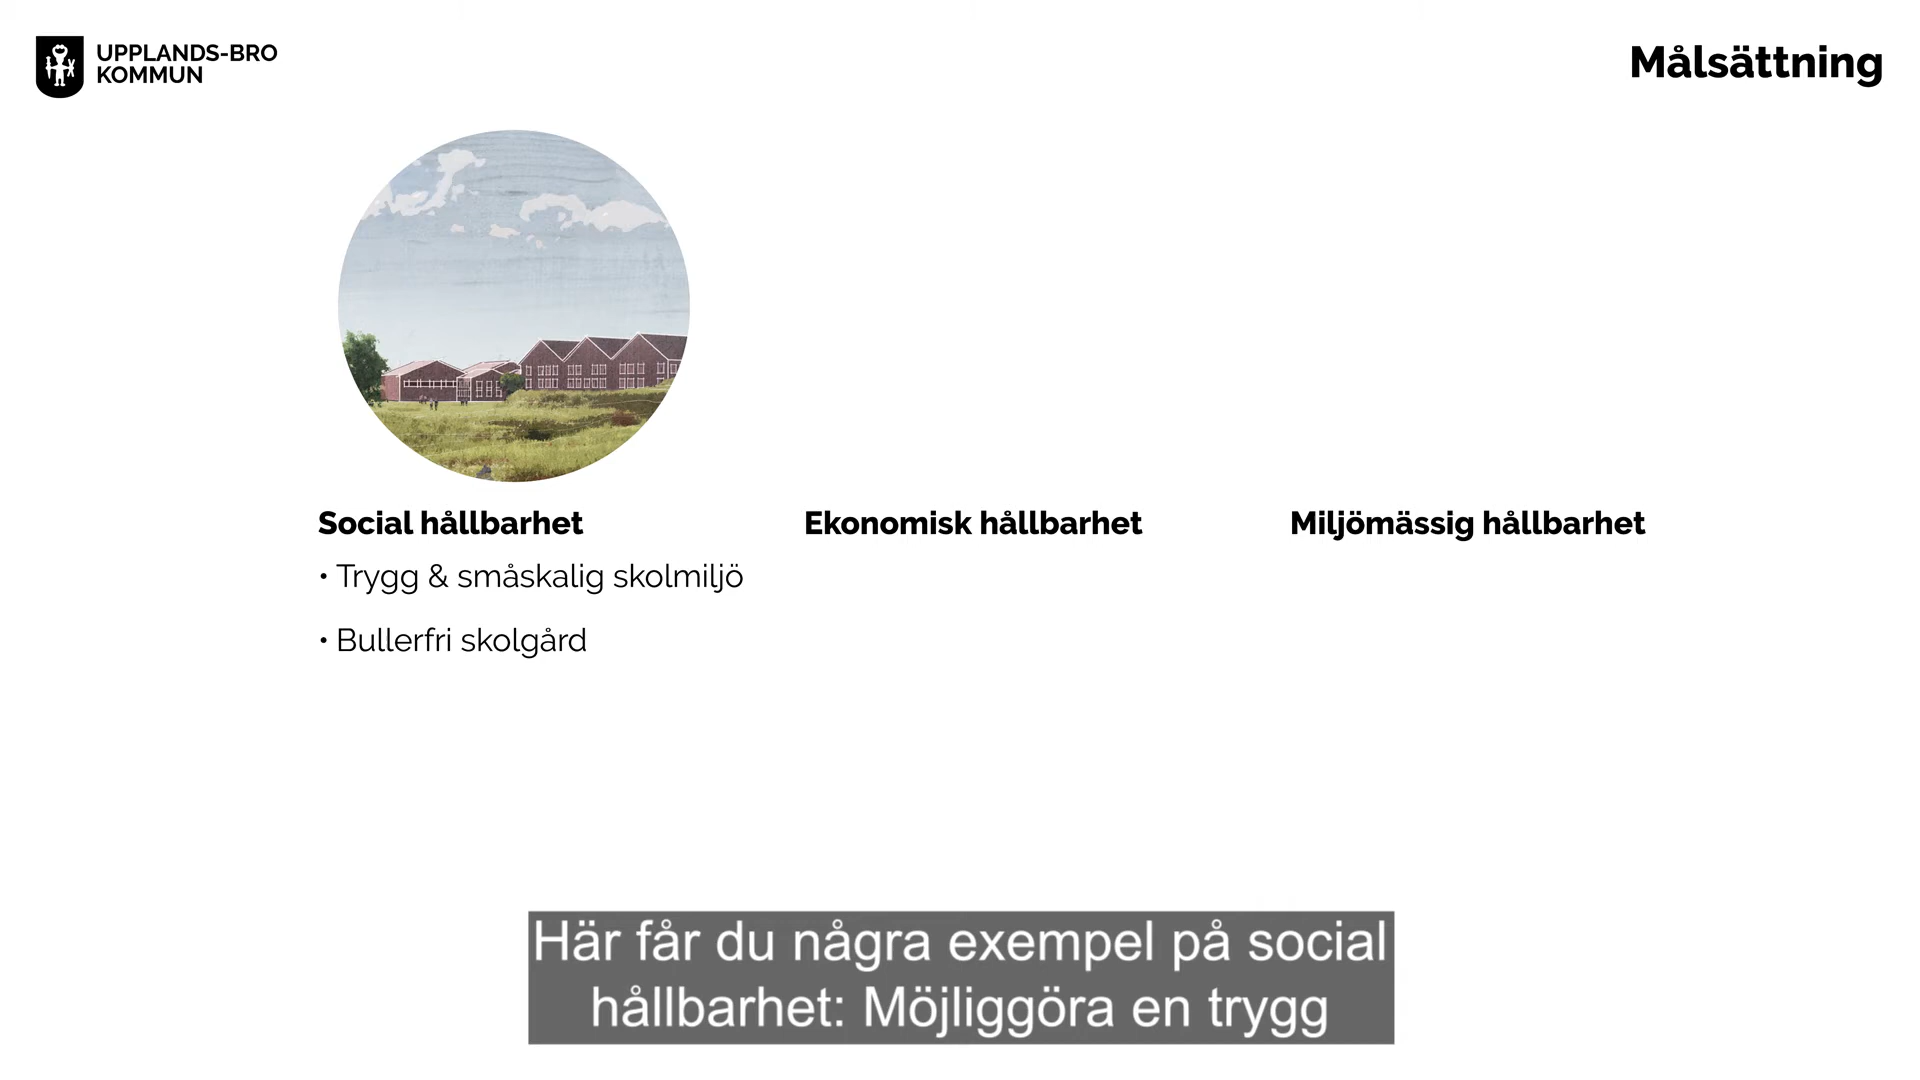 UPPLANDS-BRO
KOMMUN
Målsättning
Social hållbarhet
• Trygg & småskalig skolmiljö
• Bullerfri skolgård
Ekonomisk hållbarhet
Miljömässig hållbarhet
Här får du några exempel på social
hållbarhet: Möjliggöra en trygg